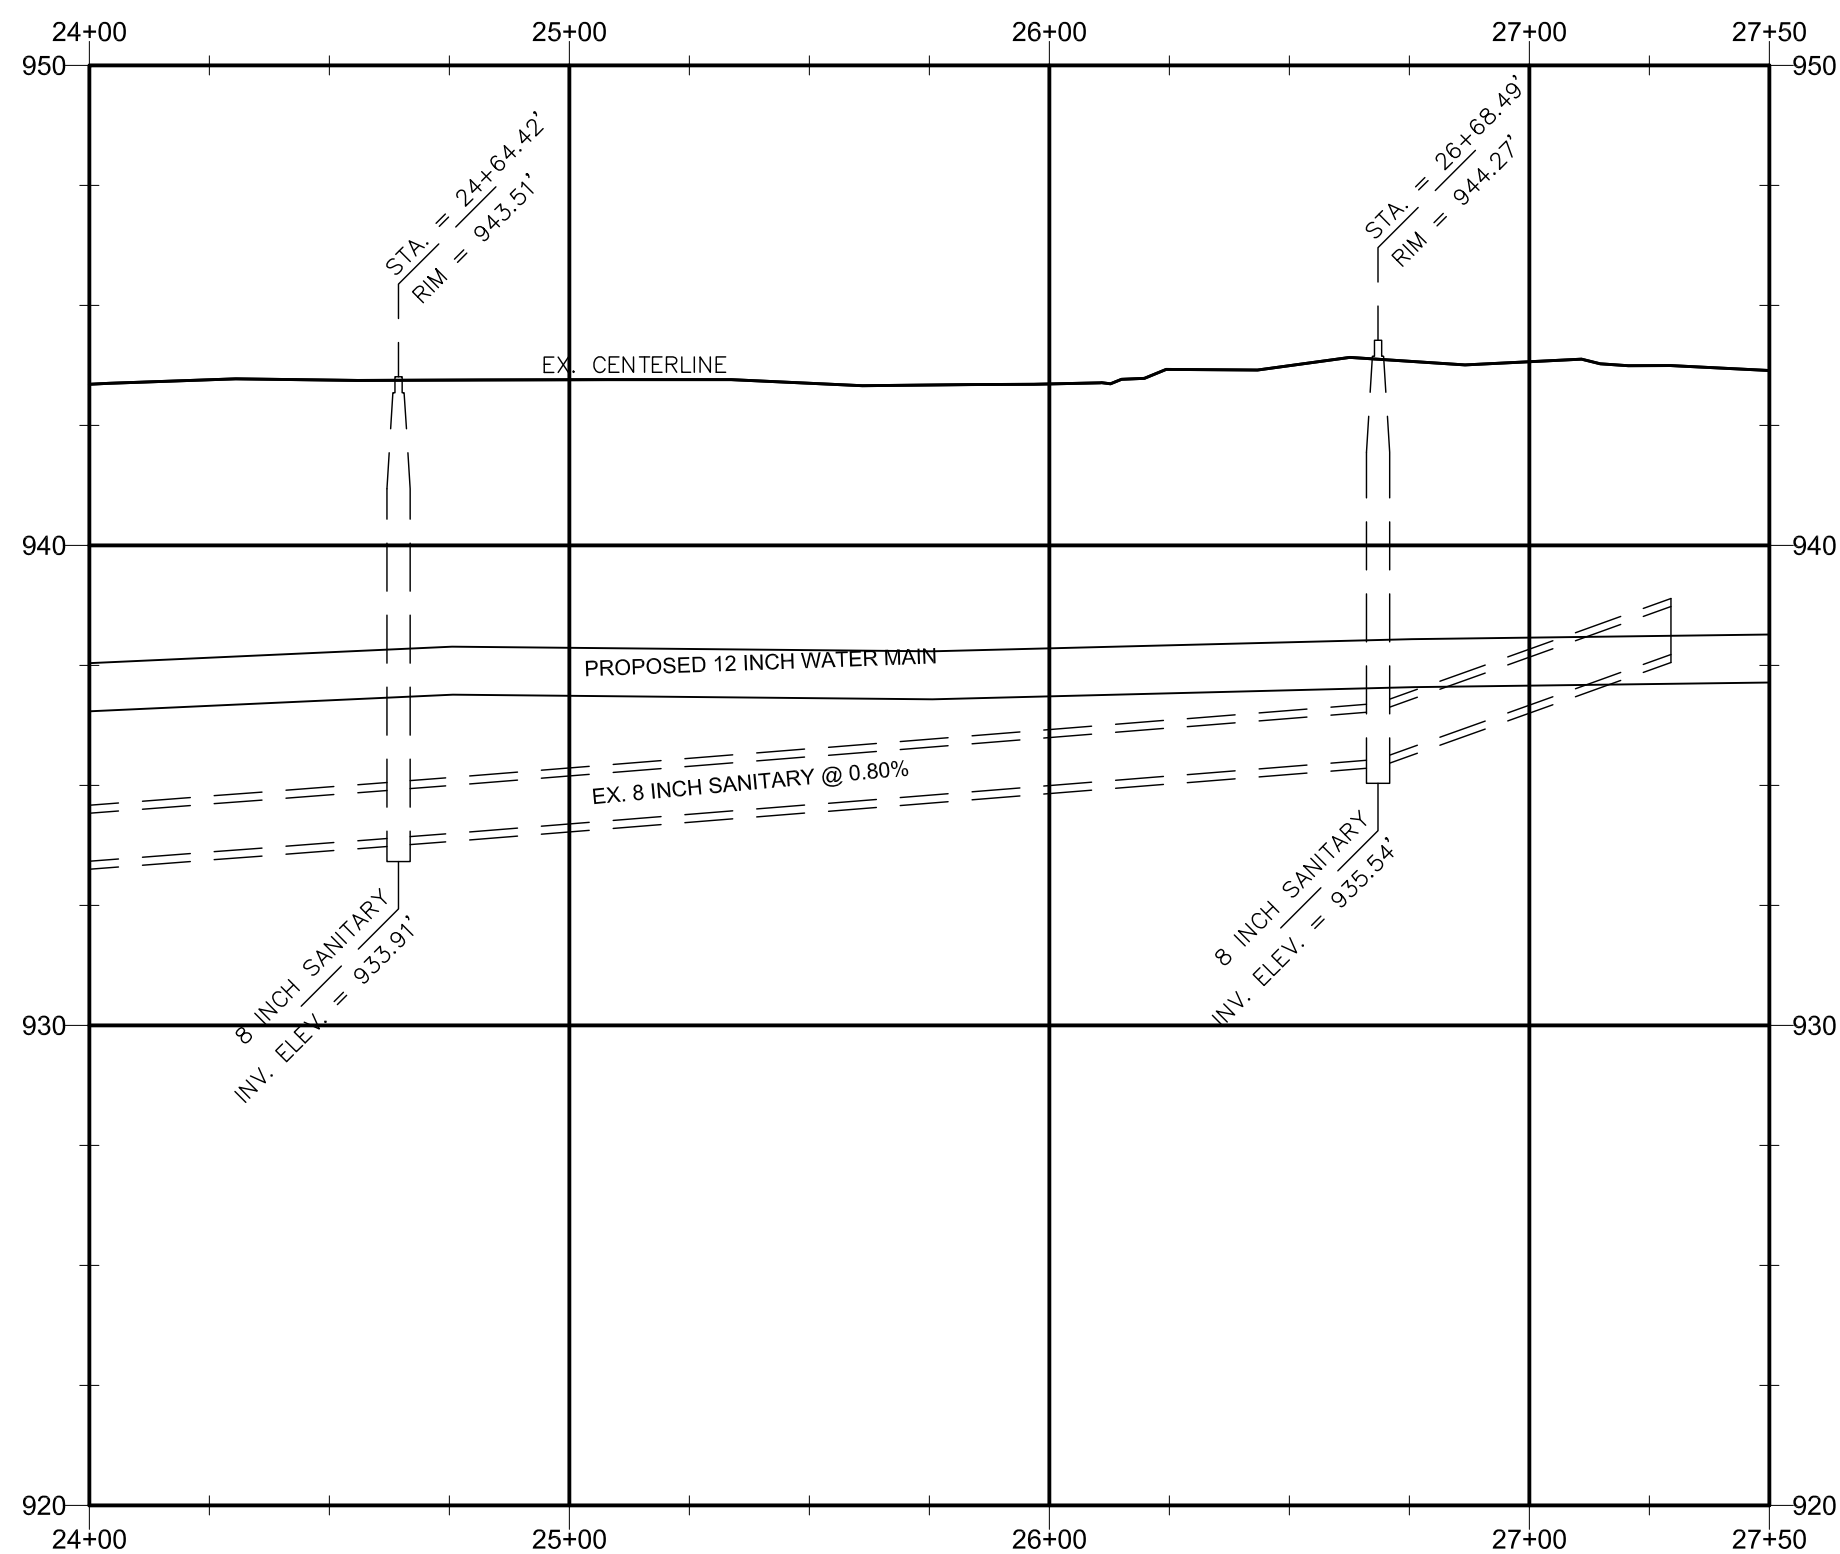 24+00 25+00 26+00 27+00 27+50
950 950
STA. = 24+64.42'
RIM = 943.51'
STA. = 26+68.49'
RIM = 944.27'
EX. CENTERLINE
940 940
PROPOSED 12 INCH WATER MAIN
EX. 8 INCH SANITARY @ 0.80%
8 INCH SANITARY
INV. ELEV. = 933.91'
8 INCH SANITARY
INV. ELEV. = 935.54'
930 930
920 920
24+00 25+00 26+00 27+00 27+50